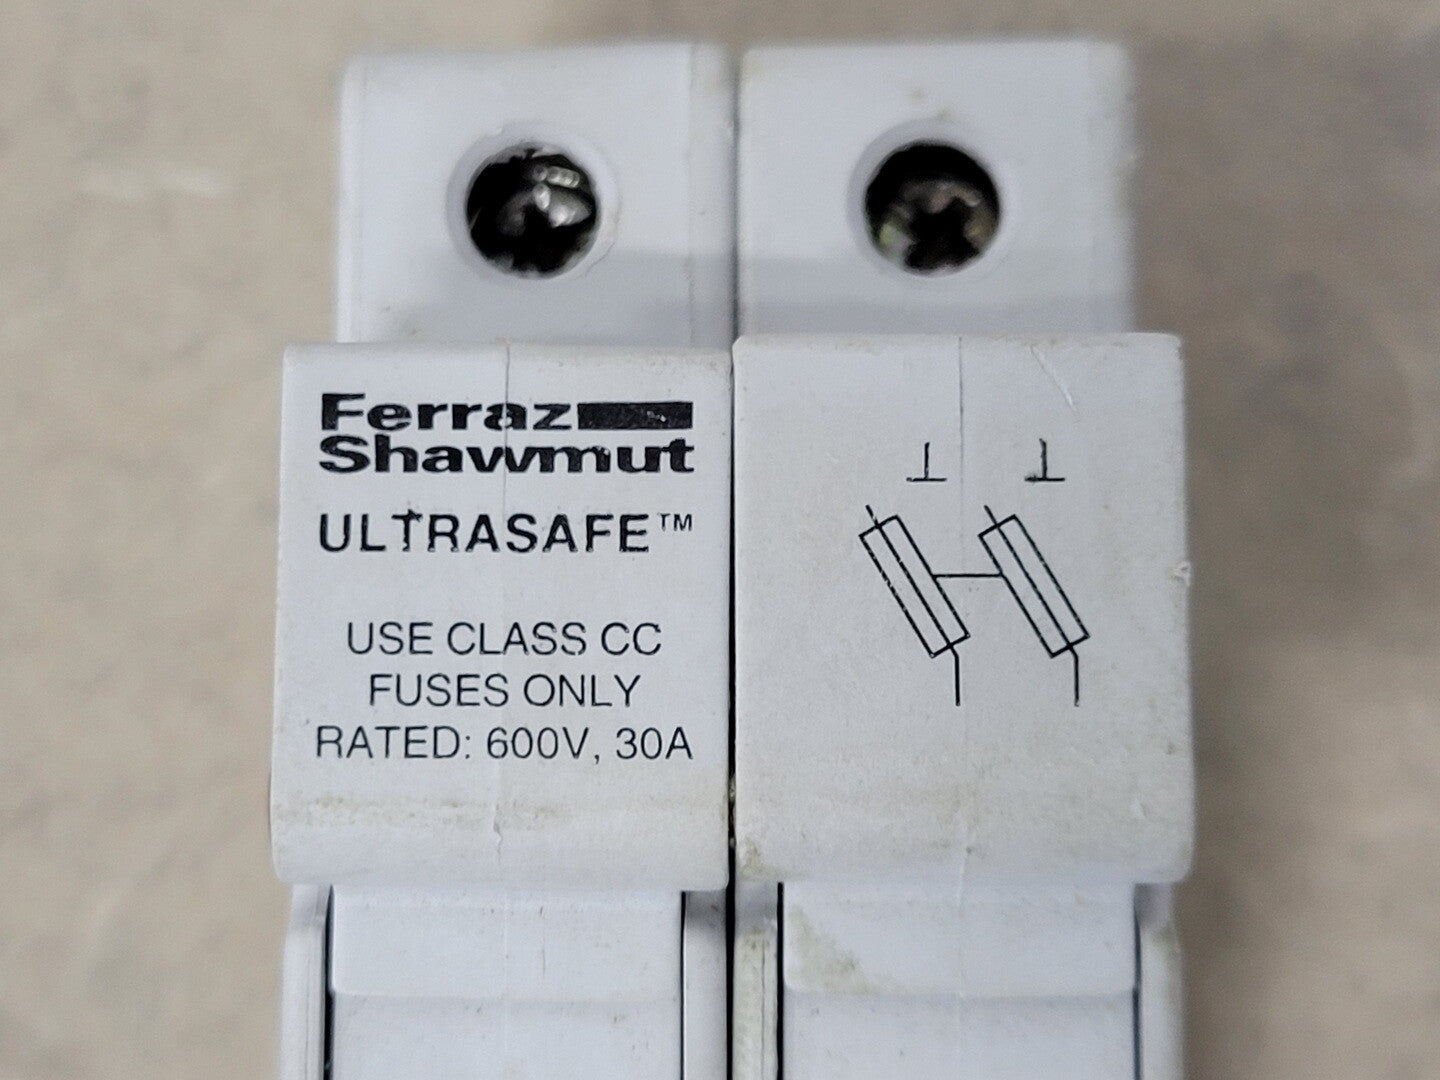 Ferraz
Shawmut
ULTRASAFE™
USE CLASS CC
FUSES ONLY
RATED: 600V, 30A